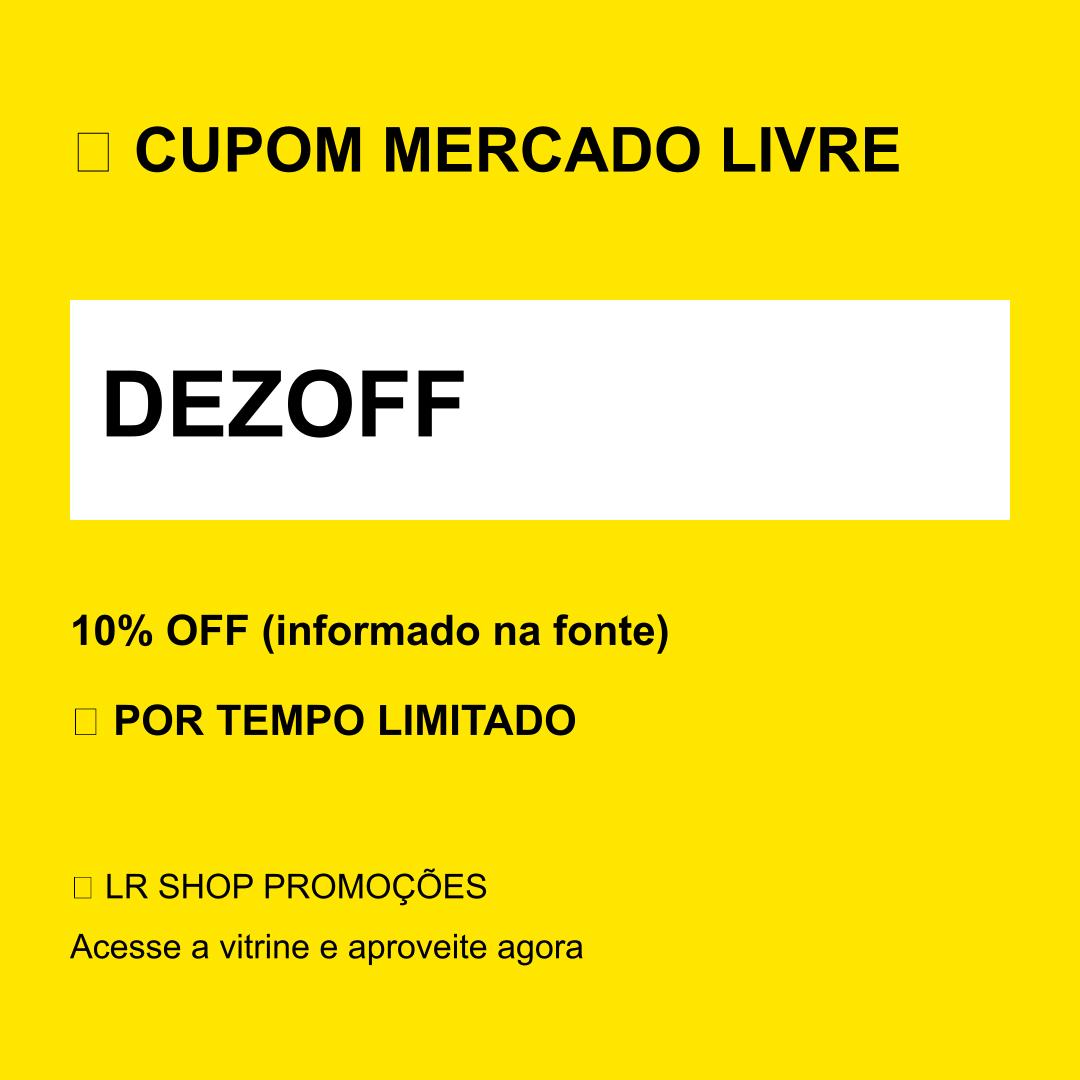 □ CUPOM MERCADO LIVRE
DEZOFF
10% OFF (informado na fonte)
□ POR TEMPO LIMITADO
□ LR SHOP PROMOÇÕES
Acesse a vitrine e aproveite agora